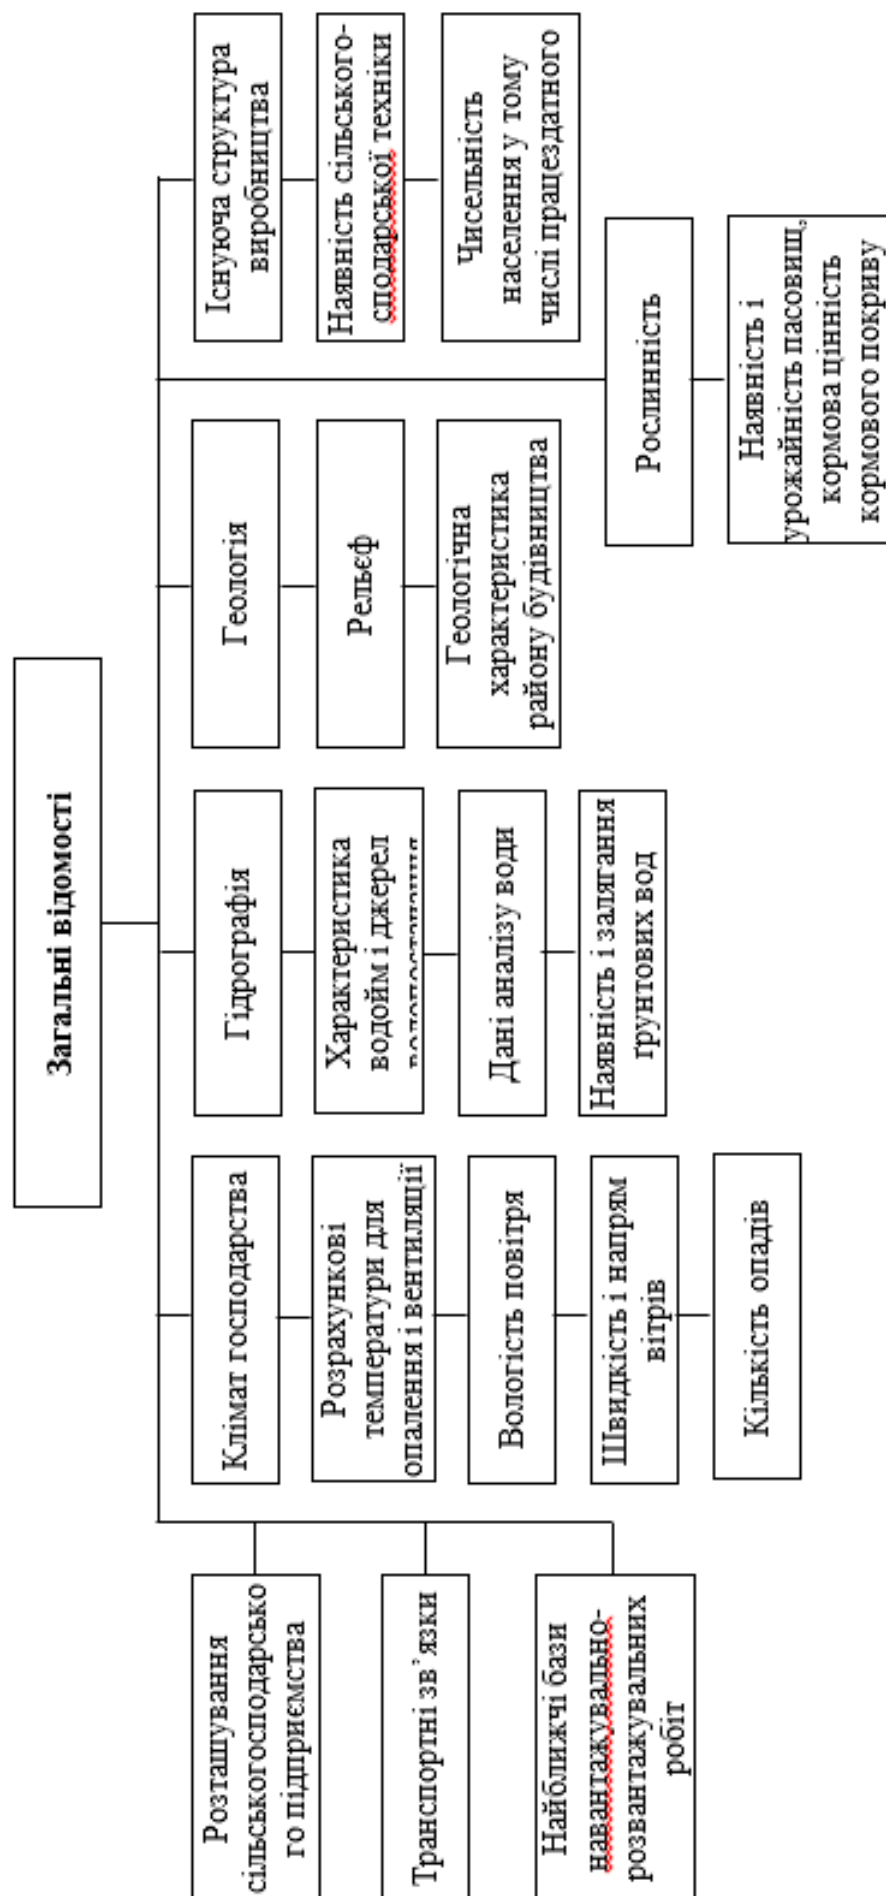 Загальні відомості
Розташування
сільськогосподарсько
го підприємства
Транспортні зв’язки
Найближчі бази
навантажувально-
розвантажувальних
робіт
Клімат господарства
Розрахункові
температури для
опалення і вентиляції
Вологість повітря
Швидкість і напрям
вітрів
Кількість опадів
Гідрографія
Характеристика
водойм і джерел
водопостачання
Дані аналізу води
Наявність і залягання
ґрунтових вод
Геологія
Рельєф
Геологічна
характеристика
району будівництва
Рослинність
Наявність і
урожайність пасовищ,
кормова цінність
кормового покриву
Існуюча структура
виробництва
Наявність сільського-
сподарської техніки
Чисельність
населення у тому
числі працездатного